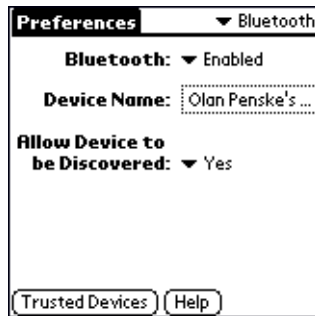 Preferences ▼ Bluetooth
Bluetooth: ▼ Enabled
Device Name: Olan Penske's ...
Allow Device to
be Discovered: ▼ Yes
Trusted Devices Help